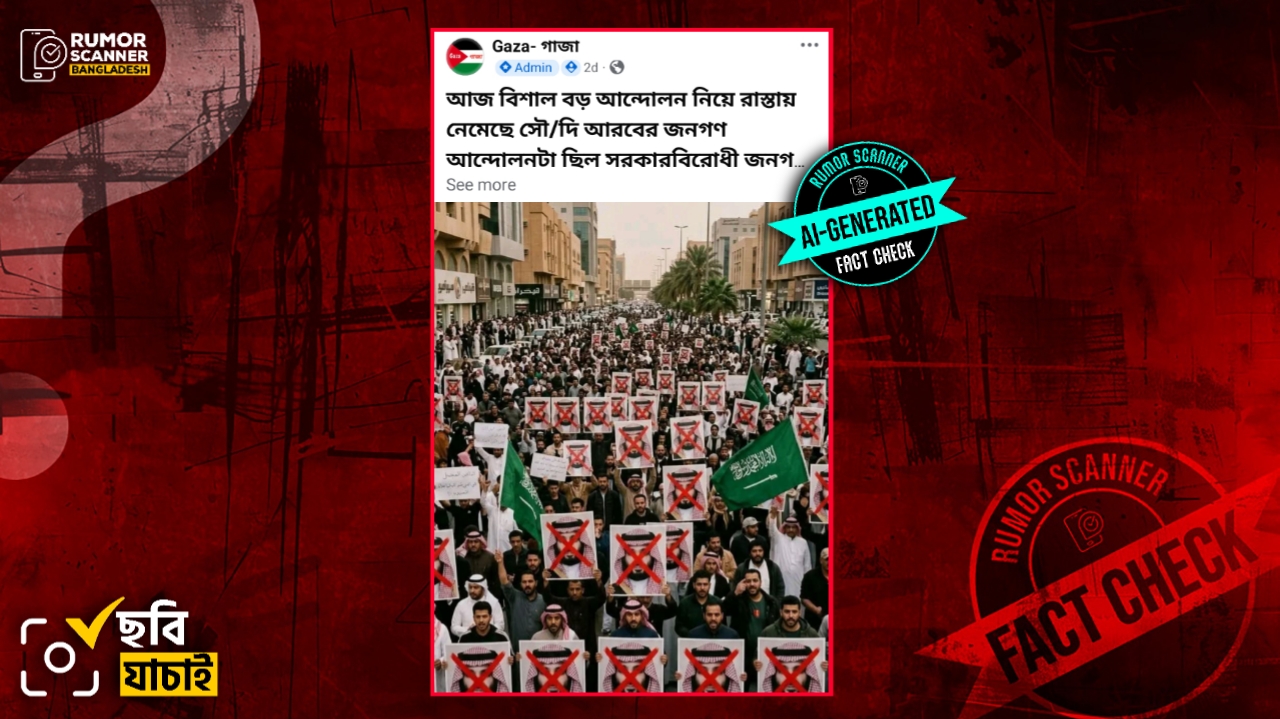 RUMOR
SCANNER
BANGLADESH
Gaza- গাজা
Admin
2d
আজ বিশাল বড় আন্দোলন নিয়ে রাস্তায়
নেমেছে সৌ/দি আরবের জনগণ
আন্দোলনটা ছিল সরকারবিরোধী জনগ...
See more
RUMOR SCANNER
AI-GENERATED
FACT CHECK
RUMOR SCANNER
FACT CHECK
ছবি
যাচাই